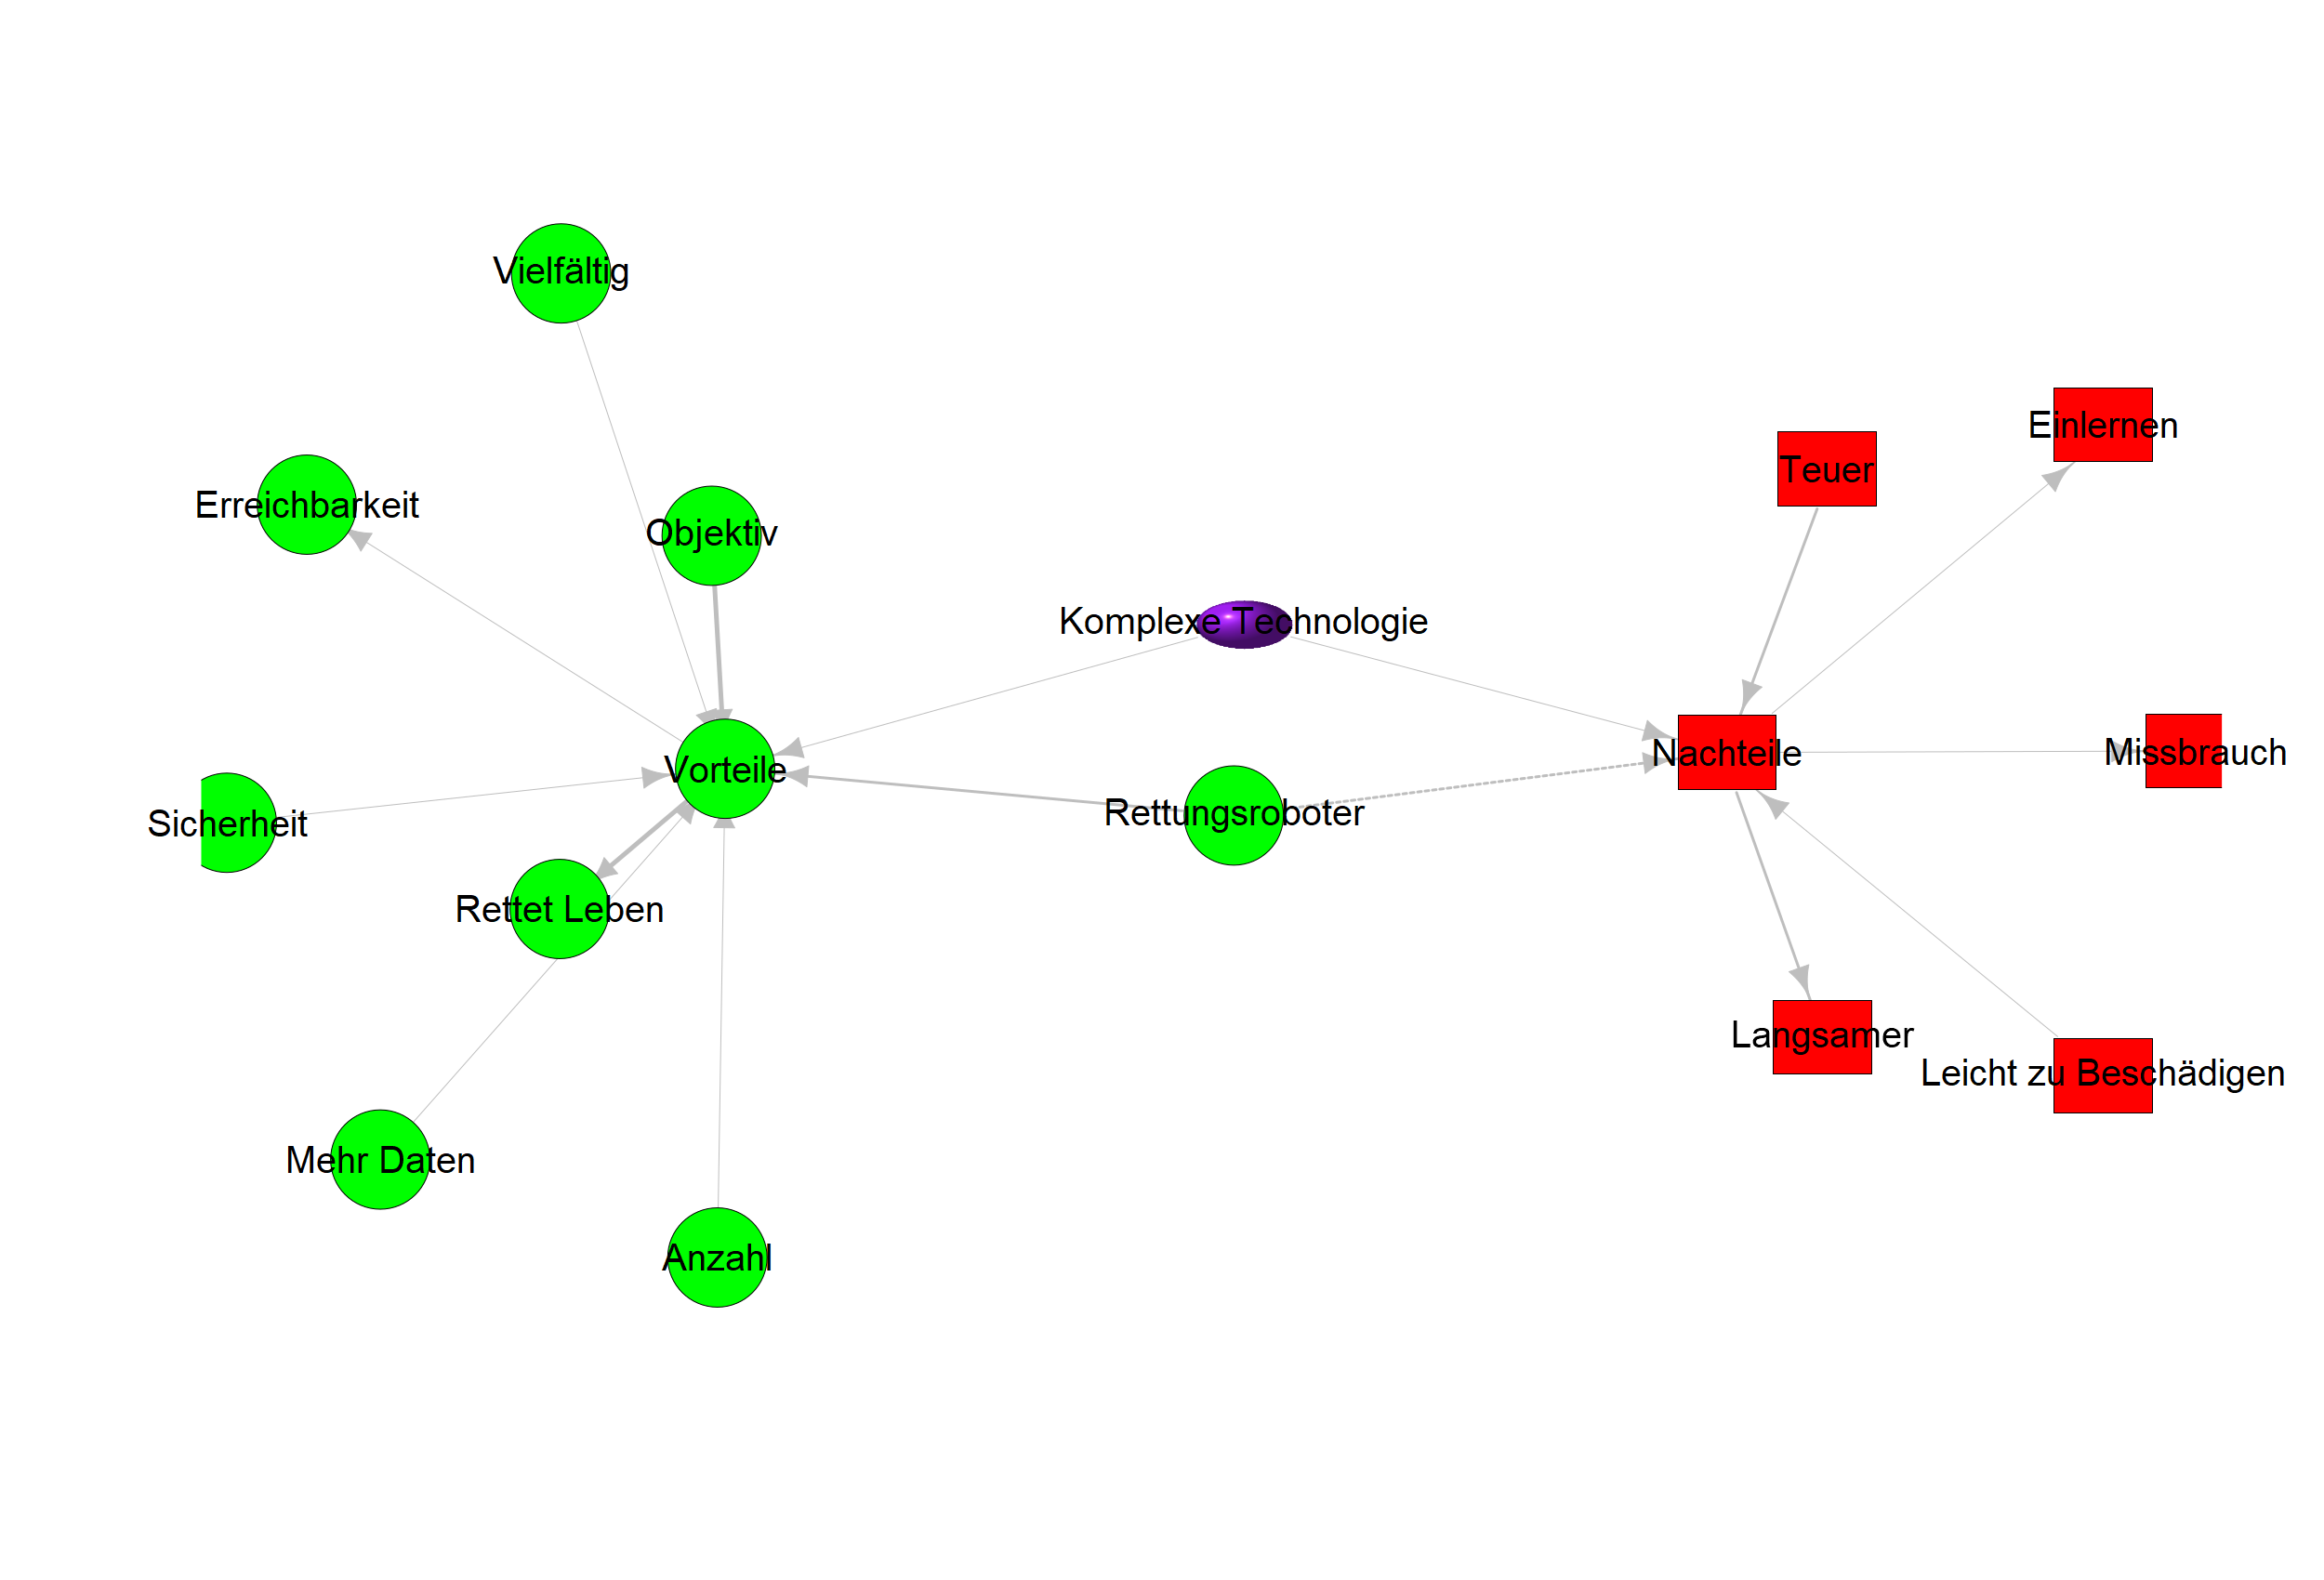 Vielfältig
Einlernen
Teuer
Erreichbarkeit
Objektiv
Komplexe Technologie
Nachteile
Missbrauch
Vorteile
Rettungsroboter
Sicherheit
Rettet Leben
Langsamer
Leicht zu Beschädigen
Mehr Daten
Anzahl